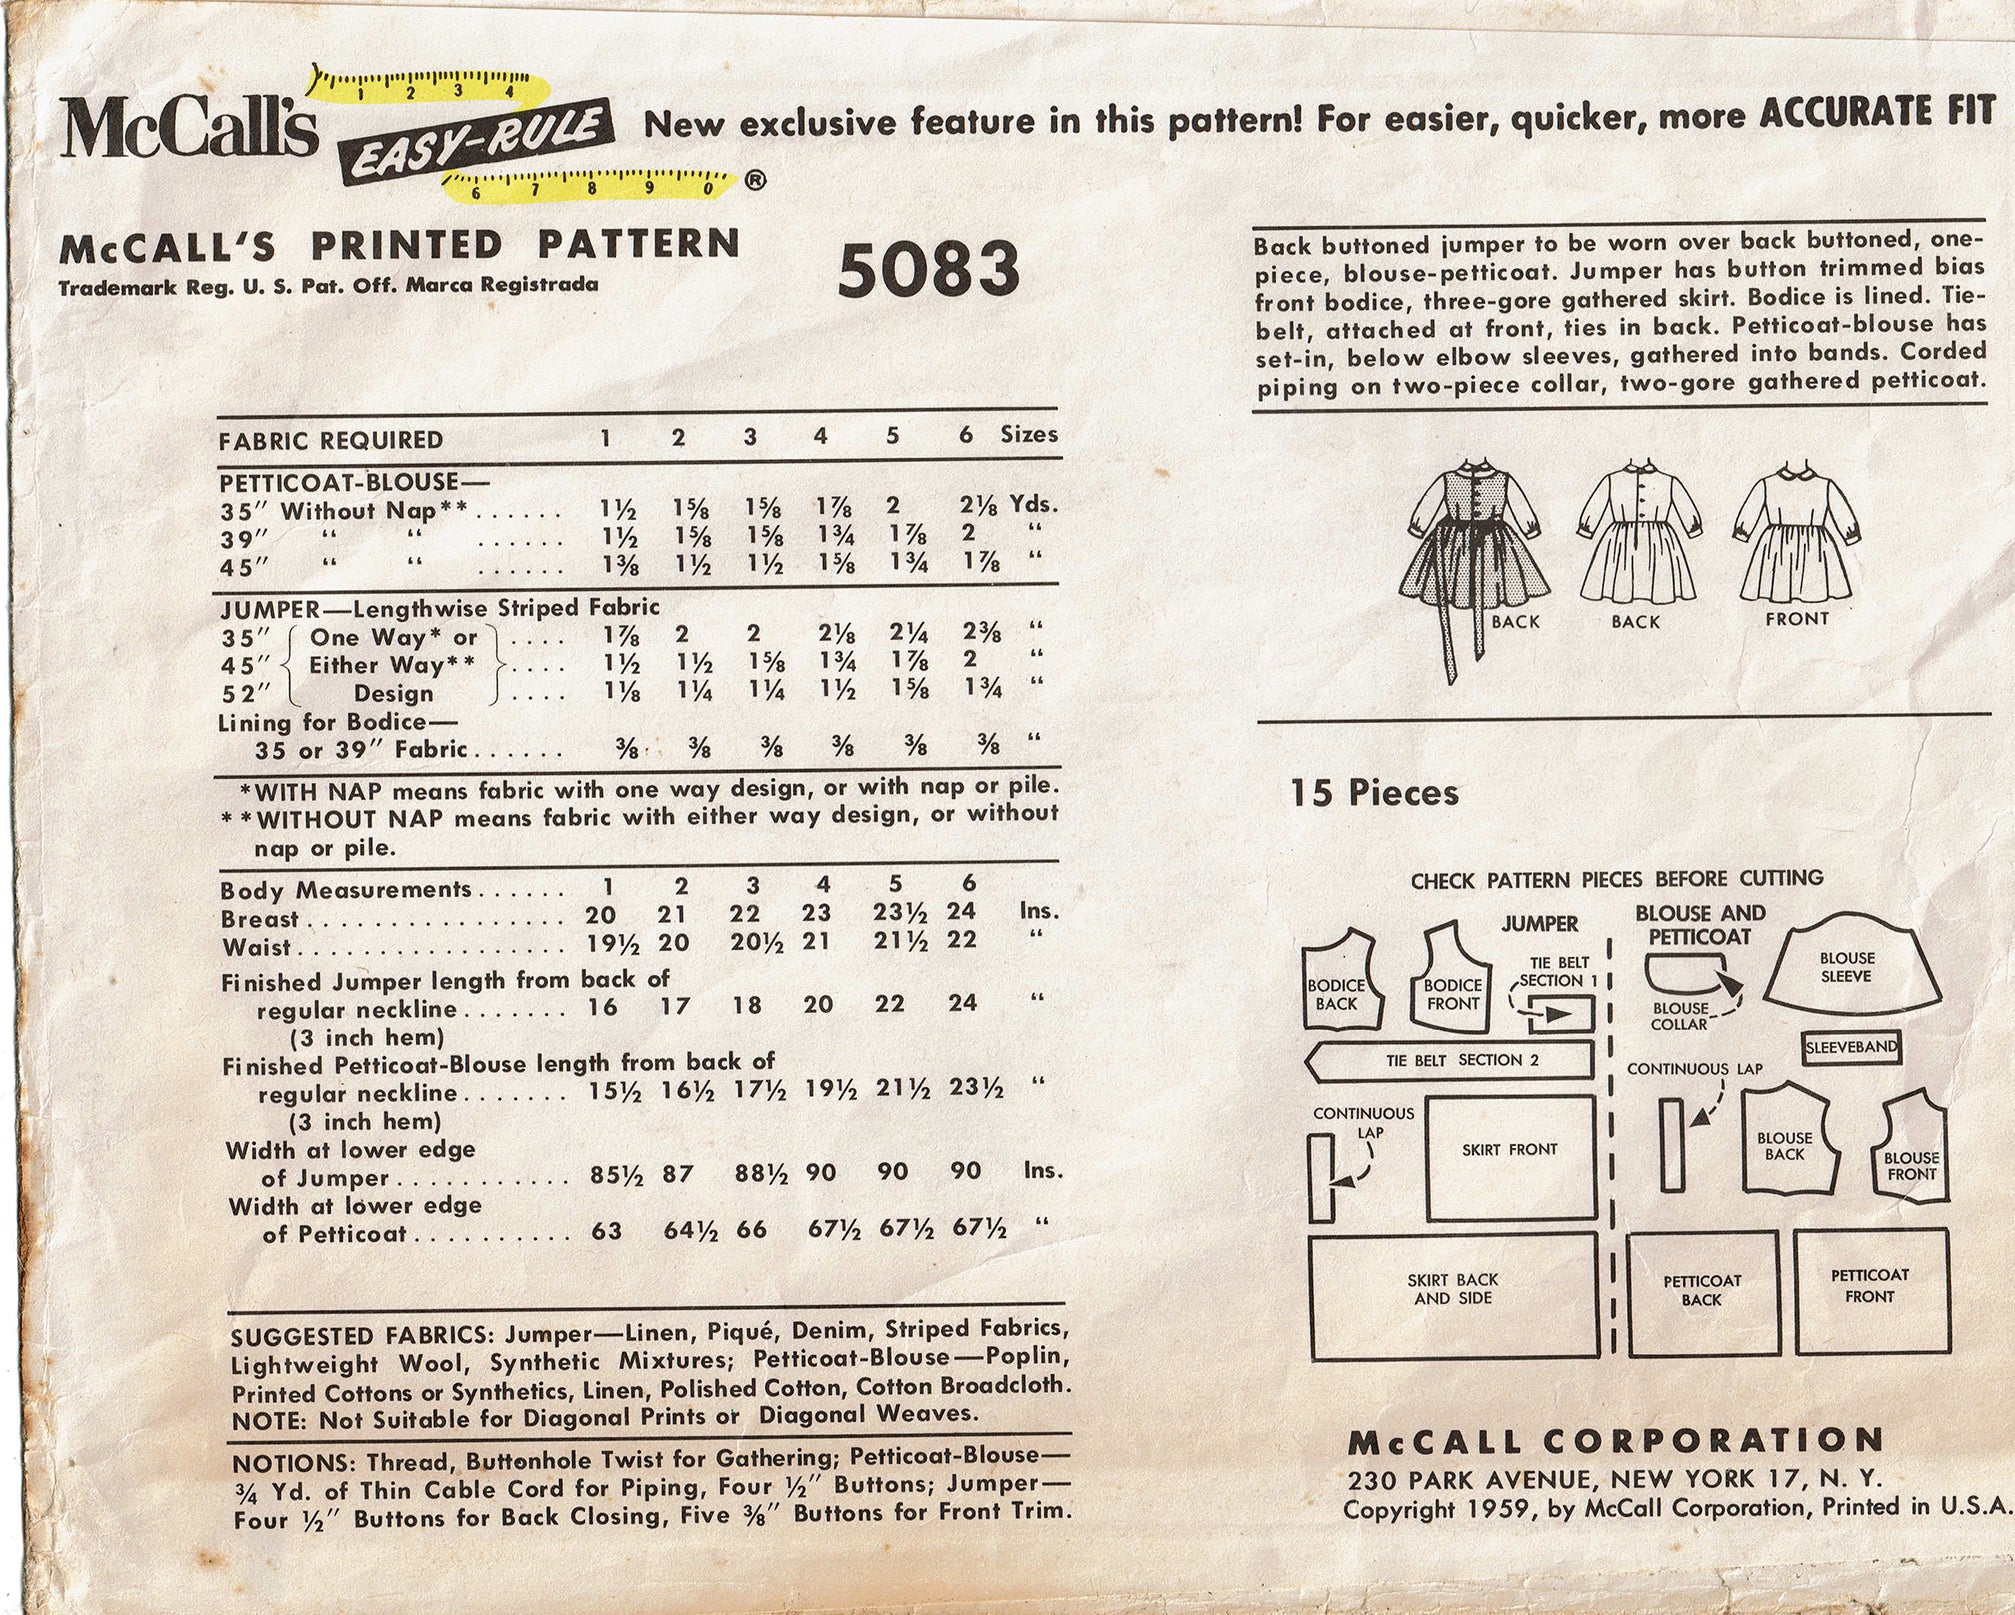 1 2 3 4
McCall's EASY-RULE ® New exclusive feature in this pattern! For easier, quicker, more ACCURATE FIT
6 7 8 9 0
McCALL'S PRINTED PATTERN 5083
Trademark Reg. U. S. Pat. Off. Marca Registrada
Back buttoned jumper to be worn over back buttoned, one-
piece, blouse-petticoat. Jumper has button trimmed bias
front bodice, three-gore gathered skirt. Bodice is lined. Tie-
belt, attached at front, ties in back. Petticoat-blouse has
set-in, below elbow sleeves, gathered into bands. Corded
piping on two-piece collar, two-gore gathered petticoat.
FABRIC REQUIRED 1 2 3 4 5 6 Sizes
PETTICOAT-BLOUSE—
35" Without Nap**...... 1½ 1⅝ 1⅝ 1⅞ 2 2⅛ Yds.
39" " " ...... 1½ 1⅝ 1⅝ 1¾ 1⅞ 2 "
45" " " ...... 1⅜ 1½ 1½ 1⅝ 1¾ 1⅞ "
JUMPER—Lengthwise Striped Fabric
35" One Way* or .... 1⅞ 2 2 2⅛ 2¼ 2⅜ "
45" Either Way** .... 1½ 1½ 1⅝ 1¾ 1⅞ 2 "
52" Design .... 1⅛ 1¼ 1¼ 1½ 1⅝ 1¾ "
Lining for Bodice—
35 or 39" Fabric...... ⅜ ⅜ ⅜ ⅜ ⅜ ⅜ "
*WITH NAP means fabric with one way design, or with nap or pile.
**WITHOUT NAP means fabric with either way design, or without
nap or pile.
Body Measurements...... 1 2 3 4 5 6
Breast................. 20 21 22 23 23½ 24 Ins.
Waist................. 19½ 20 20½ 21 21½ 22 "
Finished Jumper length from back of
regular neckline....... 16 17 18 20 22 24 "
(3 inch hem)
Finished Petticoat-Blouse length from back of
regular neckline....... 15½ 16½ 17½ 19½ 21½ 23½ "
(3 inch hem)
Width at lower edge
of Jumper........... 85½ 87 88½ 90 90 90 Ins.
Width at lower edge
of Petticoat.......... 63 64½ 66 67½ 67½ 67½ "
SUGGESTED FABRICS: Jumper—Linen, Piqué, Denim, Striped Fabrics,
Lightweight Wool, Synthetic Mixtures; Petticoat-Blouse—Poplin,
Printed Cottons or Synthetics, Linen, Polished Cotton, Cotton Broadcloth.
NOTE: Not Suitable for Diagonal Prints or Diagonal Weaves.
NOTIONS: Thread, Buttonhole Twist for Gathering; Petticoat-Blouse—
¾ Yd. of Thin Cable Cord for Piping, Four ½" Buttons; Jumper—
Four ½" Buttons for Back Closing, Five ⅜" Buttons for Front Trim.
BACK BACK FRONT
15 Pieces
CHECK PATTERN PIECES BEFORE CUTTING
JUMPER
BODICE
BACK
BODICE
FRONT
TIE BELT
SECTION 1
TIE BELT SECTION 2
CONTINUOUS
LAP
SKIRT FRONT
SKIRT BACK
AND SIDE
BLOUSE AND
PETTICOAT
BLOUSE
COLLAR
BLOUSE
SLEEVE
SLEEVEBAND
CONTINUOUS LAP
BLOUSE
BACK
BLOUSE
FRONT
PETTICOAT
BACK
PETTICOAT
FRONT
McCALL CORPORATION
230 PARK AVENUE, NEW YORK 17, N. Y.
Copyright 1959, by McCall Corporation, Printed in U.S.A.